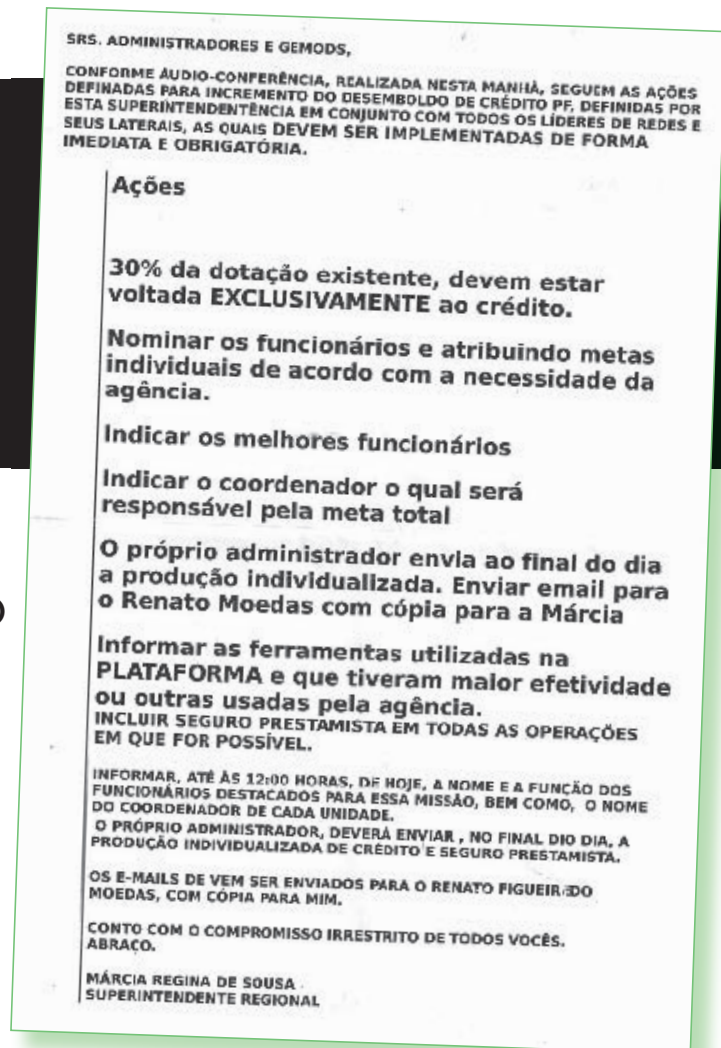 SRS. ADMINISTRADORES E GEMODS,
CONFORME ÁUDIO-CONFERÊNCIA, REALIZADA NESTA MANHÃ, SEGUEM AS AÇÕES
DEFINADAS PARA INCREMENTO DO DESEMBOLDO DE CRÉDITO PF, DEFINIDAS POR
ESTA SUPERINTENDENTÊNCIA EM CONJUNTO COM TODOS OS LÍDERES DE REDES E
SEUS LATERAIS, AS QUAIS DEVEM SER IMPLEMENTADAS DE FORMA
IMEDIATA E OBRIGATÓRIA.
Ações
30% da dotação existente, devem estar
voltada EXCLUSIVAMENTE ao crédito.
Nominar os funcionários e atribuindo metas
individuais de acordo com a necessidade da
agência.
Indicar os melhores funcionários
Indicar o coordenador o qual será
responsável pela meta total
O próprio administrador envia ao final do dia
a produção individualizada. Enviar email para
o Renato Moedas com cópia para a Márcia
Informar as ferramentas utilizadas na
PLATAFORMA e que tiveram maior efetividade
ou outras usadas pela agência.
INCLUIR SEGURO PRESTAMISTA EM TODAS AS OPERAÇÕES
EM QUE FOR POSSÍVEL.
INFORMAR, ATÉ ÀS 12:00 HORAS, DE HOJE, A NOME E A FUNÇÃO DOS
FUNCIONÁRIOS DESTACADOS PARA ESSA MISSÃO, BEM COMO, O NOME
DO COORDENADOR DE CADA UNIDADE.
O PRÓPRIO ADMINISTRADOR, DEVERÁ ENVIAR , NO FINAL DIO DIA, A
PRODUÇÃO INDIVIDUALIZADA DE CRÉDITO E SEGURO PRESTAMISTA.
OS E-MAILS DE VEM SER ENVIADOS PARA O RENATO FIGUEIREDO
MOEDAS, COM CÓPIA PARA MIM.
CONTO COM O COMPROMISSO IRRESTRITO DE TODOS VOCÊS.
ABRAÇO.
MÁRCIA REGINA DE SOUSA
SUPERINTENDENTE REGIONAL